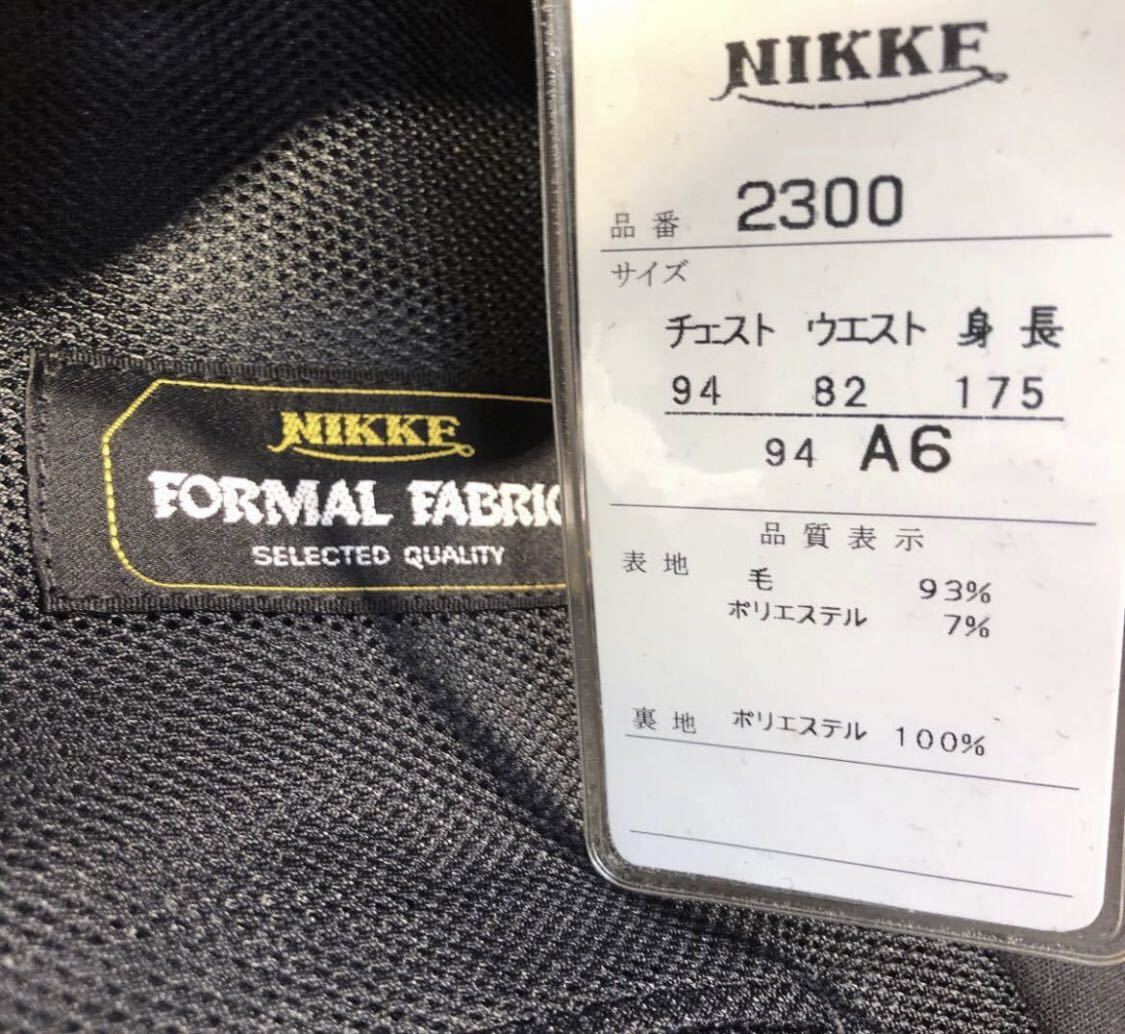 NIKKE
FORMAL FABRIC
SELECTED QUALITY
NIKKE
品番 2300
サイズ
チェスト ウエスト 身長
94 82 175
94 A6
品質表示
表地 毛 93%
ポリエステル 7%
裏地 ポリエステル 100%